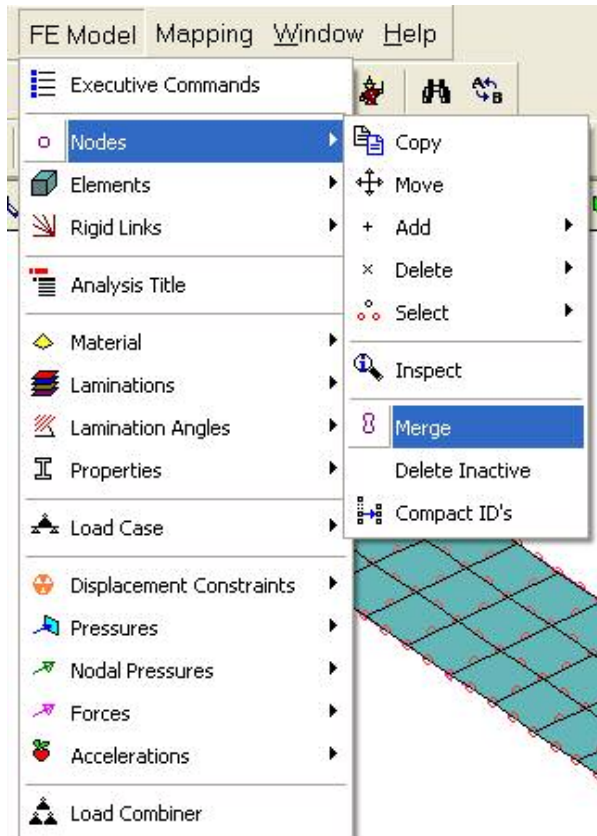 FE Model Mapping Window Help
Executive Commands
Nodes
Elements
Rigid Links
Analysis Title
Material
Laminations
Lamination Angles
Properties
Load Case
Displacement Constraints
Pressures
Nodal Pressures
Forces
Accelerations
Load Combiner
Copy
Move
Add
Delete
Select
Inspect
Merge
Delete Inactive
Compact ID's